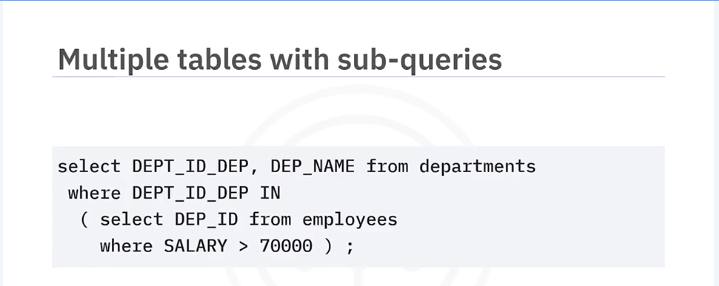 Multiple tables with sub-queries
select DEPT_ID_DEP, DEP_NAME from departments
where DEPT_ID_DEP IN
( select DEP_ID from employees
where SALARY > 70000 ) ;